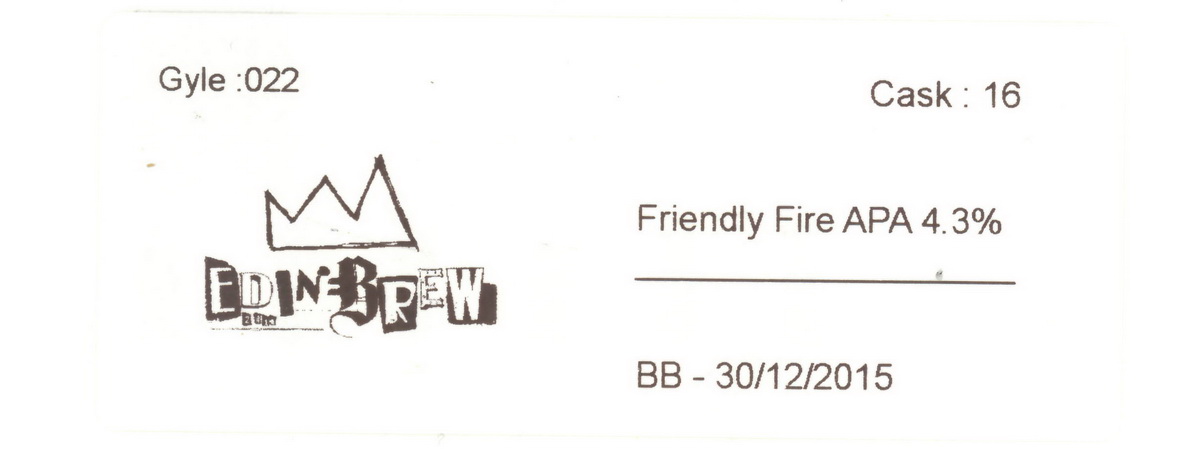 Gyle :022
Cask : 16
EDINBREW
Friendly Fire APA 4.3%
BB - 30/12/2015